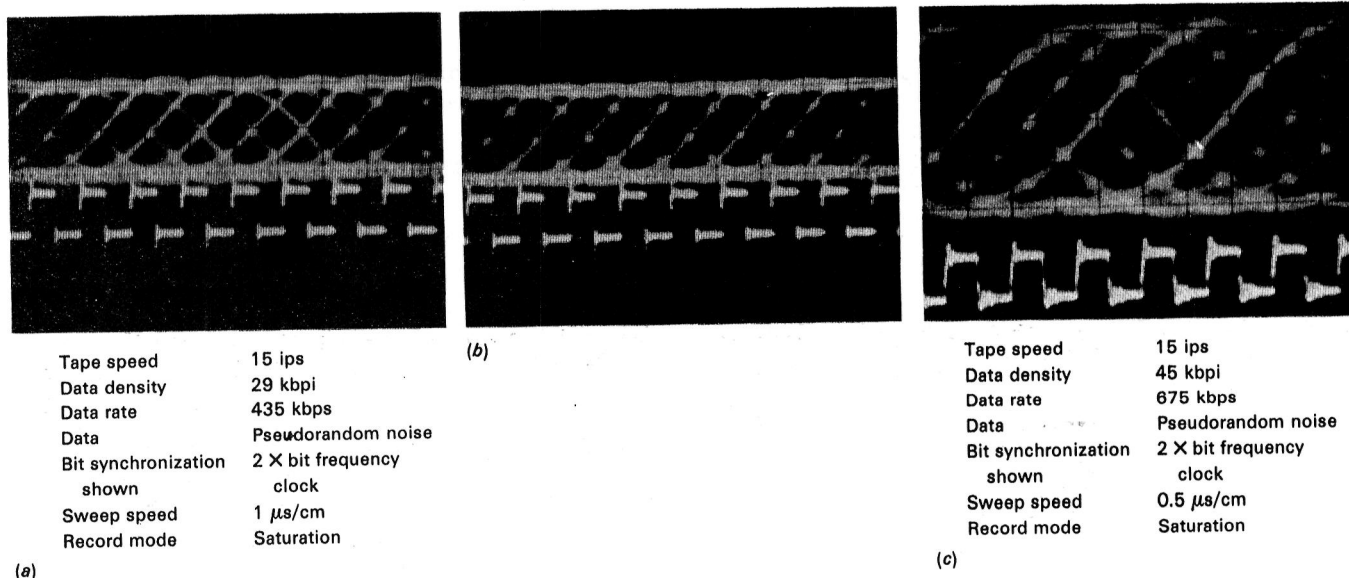 Tape speed 15 ips
Data density 29 kbpi
Data rate 435 kbps
Data Pseudorandom noise
Bit synchronization 2 × bit frequency
shown clock
Sweep speed 1 μs/cm
Record mode Saturation
(a)
(b)
Tape speed 15 ips
Data density 45 kbpi
Data rate 675 kbps
Data Pseudorandom noise
Bit synchronization 2 × bit frequency
shown clock
Sweep speed 0.5 μs/cm
Record mode Saturation
(c)